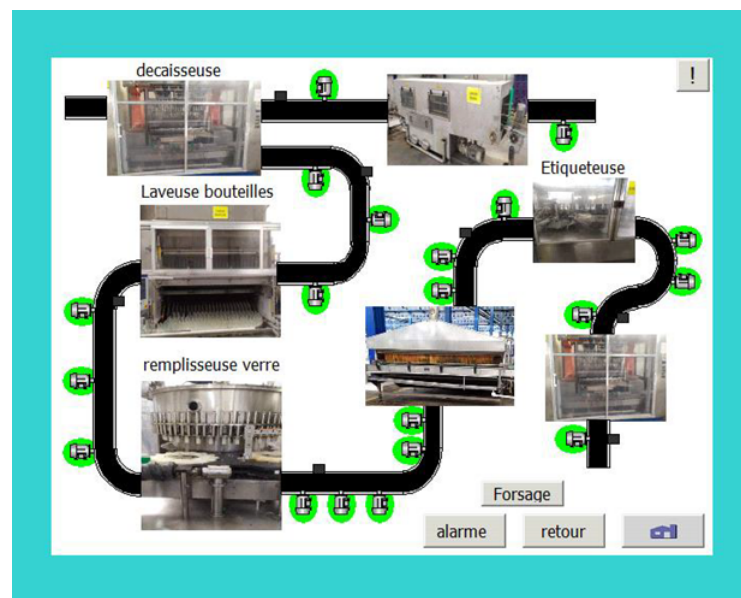 decaisseuse
!
Etiqueteuse
Laveuse bouteilles
remplisseuse verre
Forsage
alarme
retour